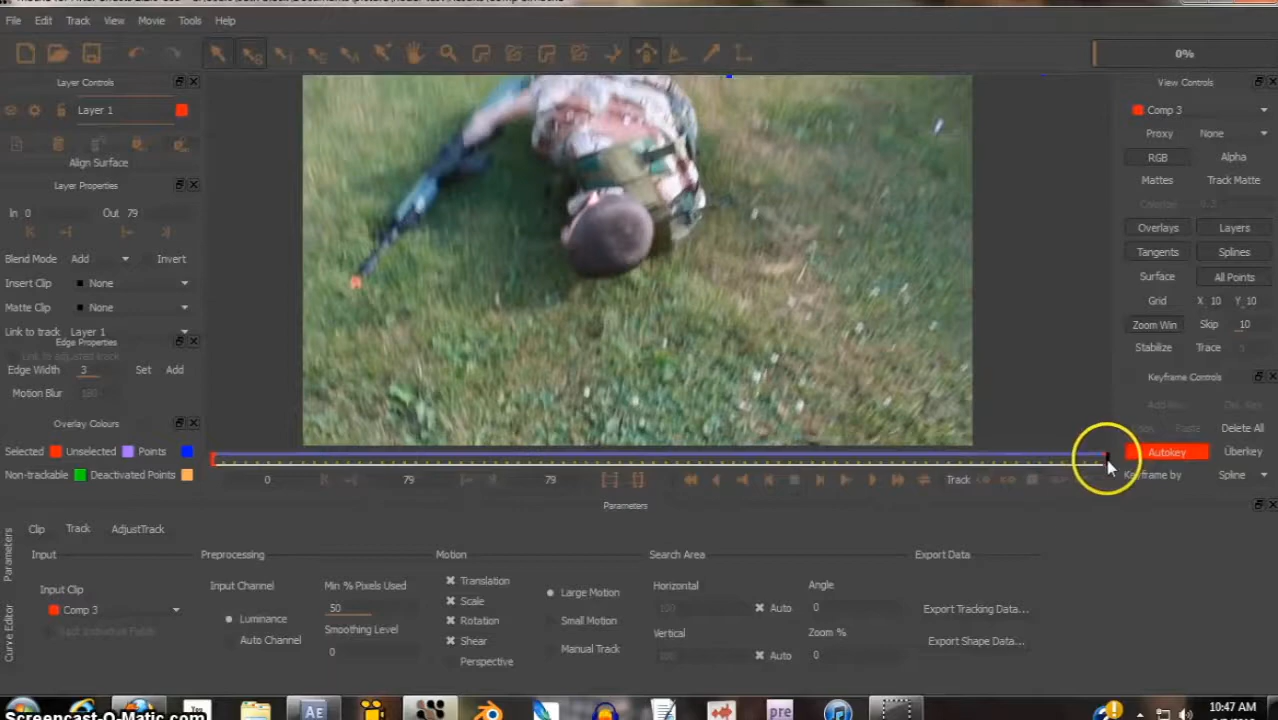 File Edit Track View Movie Tools Help
0%
Layer Controls
View Controls
Layer 1
Comp 3
Proxy None
RGB Alpha
Align Surface
Mattes Track Matte
Layer Properties
In 0 Out 79
Overlays Layers
Tangents Splines
Blend Mode Add Invert
Surface All Points
Insert Clip None
Grid X 10 Y 10
Matte Clip None
Zoom Win Skip 10
Link to track Layer 1
Edge Properties
Stabilize Trace
Link to adjusted track
Edge Width 3 Set Add
Keyframe Controls
Motion Blur 180
Overlay Colours
Delete All
Selected Unselected Points
Autokey Überkey
Non-trackable Deactivated Points
Keyframe by Spline
0 79 79 Track
Parameters
Clip Track AdjustTrack
Parameters
Curve Editor
Input Preprocessing Motion Search Area Export Data
Input Clip
Comp 3
Input Channel
Luminance
Auto Channel
Min % Pixels Used
50
Smoothing Level
0
Translation
Scale
Rotation
Shear
Perspective
Large Motion
Small Motion
Manual Track
Horizontal
100 Auto
Vertical
100 Auto
Angle
0
Zoom %
0
Export Tracking Data...
Export Shape Data...
AE
pre
10:47 AM
Screencast-O-Matic.com